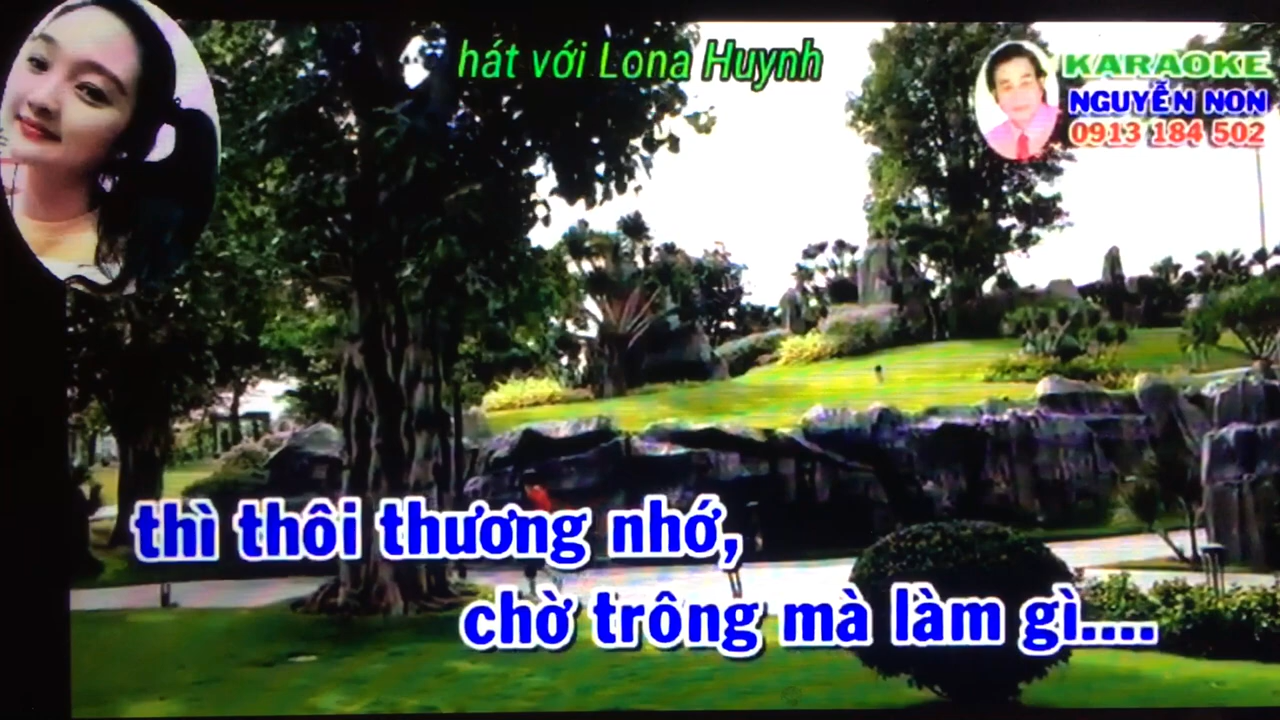 hát với Lona Huynh
KARAOKE
NGUYỄN NON
0913 184 502
thì thôi thương nhớ,
chờ trông mà làm gì....